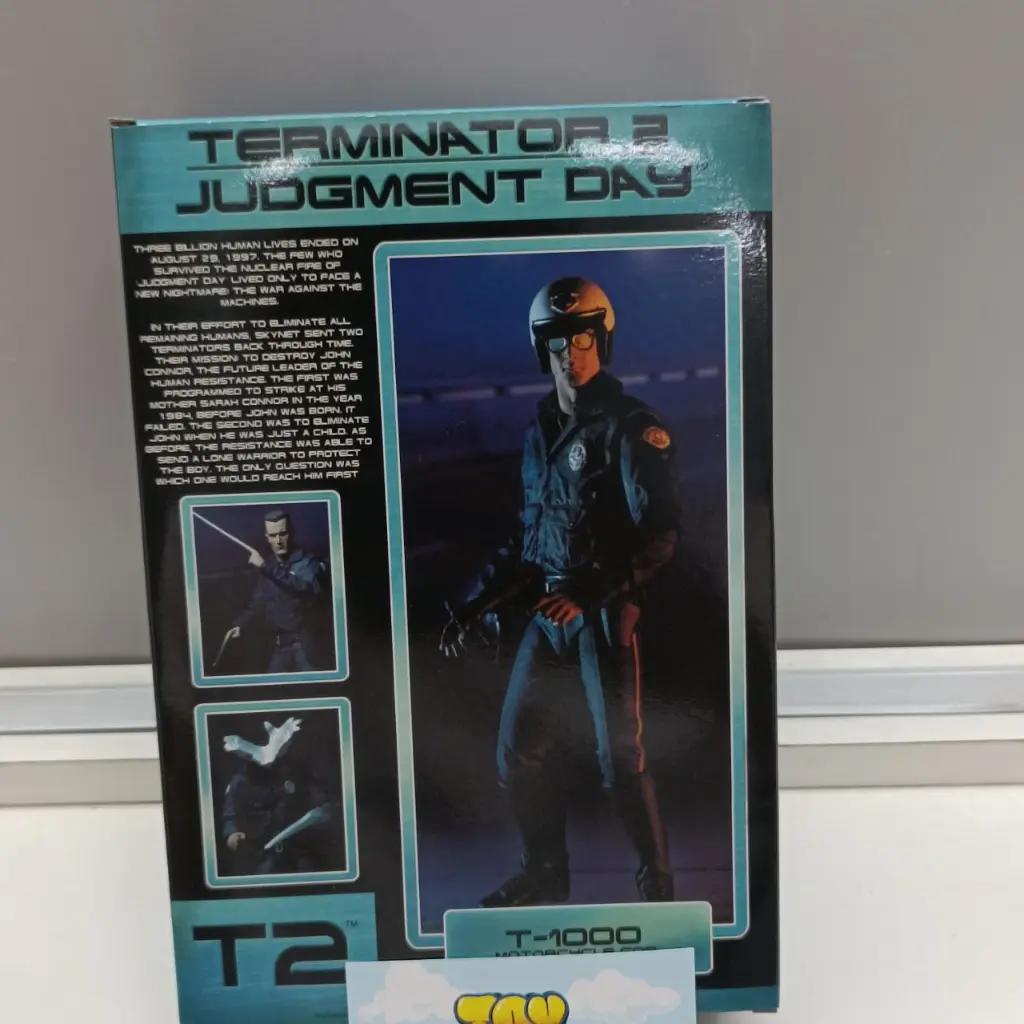 TERMINATOR 2
JUDGMENT DAY™
THREE BILLION HUMAN LIVES ENDED ON
AUGUST 29, 1997. THE FEW WHO
SURVIVED THE NUCLEAR FIRE OF
JUDGMENT DAY LIVED ONLY TO FACE A
NEW NIGHTMARE: THE WAR AGAINST THE
MACHINES.
IN THEIR EFFORT TO ELIMINATE ALL
REMAINING HUMANS, SKYNET SENT TWO
TERMINATORS BACK THROUGH TIME.
THEIR MISSION: TO DESTROY JOHN
CONNOR, THE FUTURE LEADER OF THE
HUMAN RESISTANCE. THE FIRST WAS
PROGRAMMED TO STRIKE AT HIS
MOTHER SARAH CONNOR IN THE YEAR
1984, BEFORE JOHN WAS BORN. IT
FAILED. THE SECOND WAS TO ELIMINATE
JOHN WHEN HE WAS JUST A CHILD. AS
BEFORE, THE RESISTANCE WAS ABLE TO
SEND A LONE WARRIOR TO PROTECT
THE BOY. THE ONLY QUESTION WAS
WHICH ONE WOULD REACH HIM FIRST
T2™
T-1000
MOTORCYCLE COP
TOY